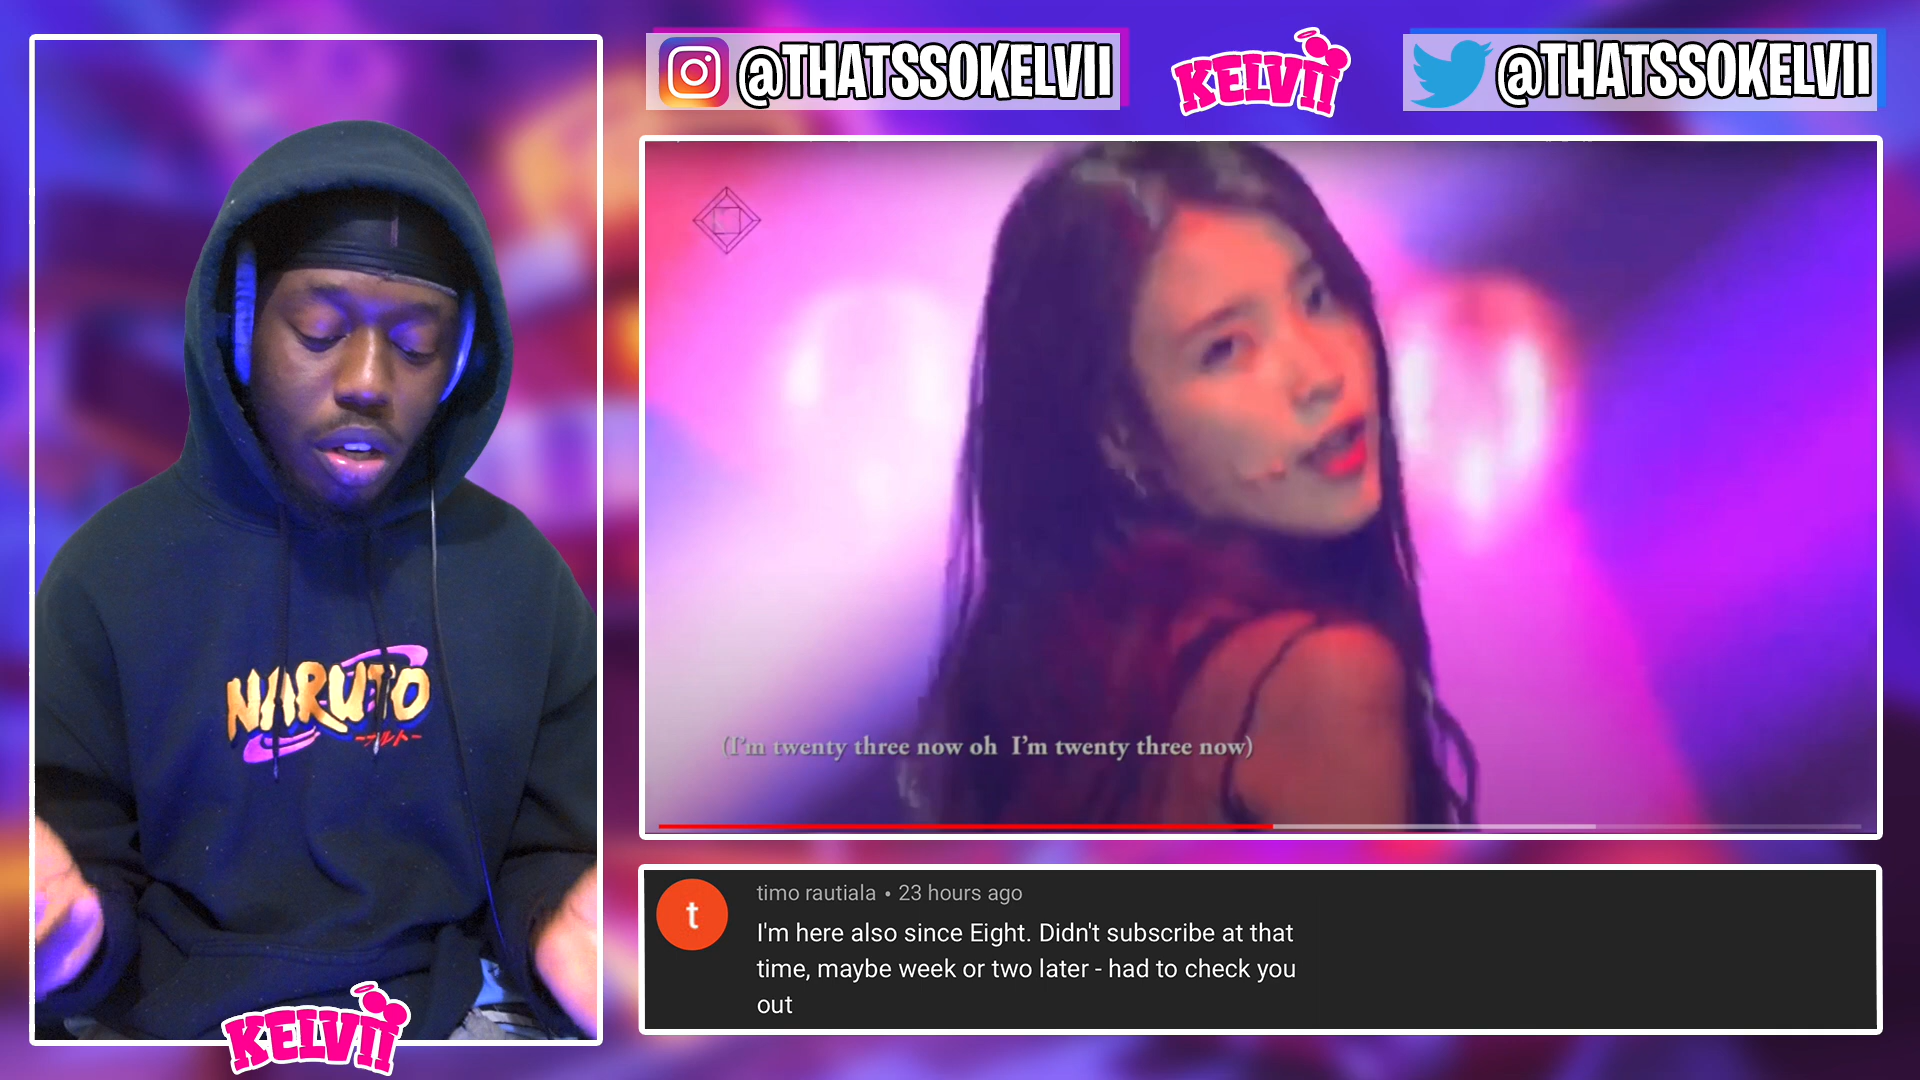 @THATSSOKELVII
KELVII
@THATSSOKELVII
(I'm twenty three now oh I'm twenty three now)
NARUTO
ーナルトー
timo rautiala • 23 hours ago
t
I'm here also since Eight. Didn't subscribe at that
time, maybe week or two later - had to check you
out
KELVII